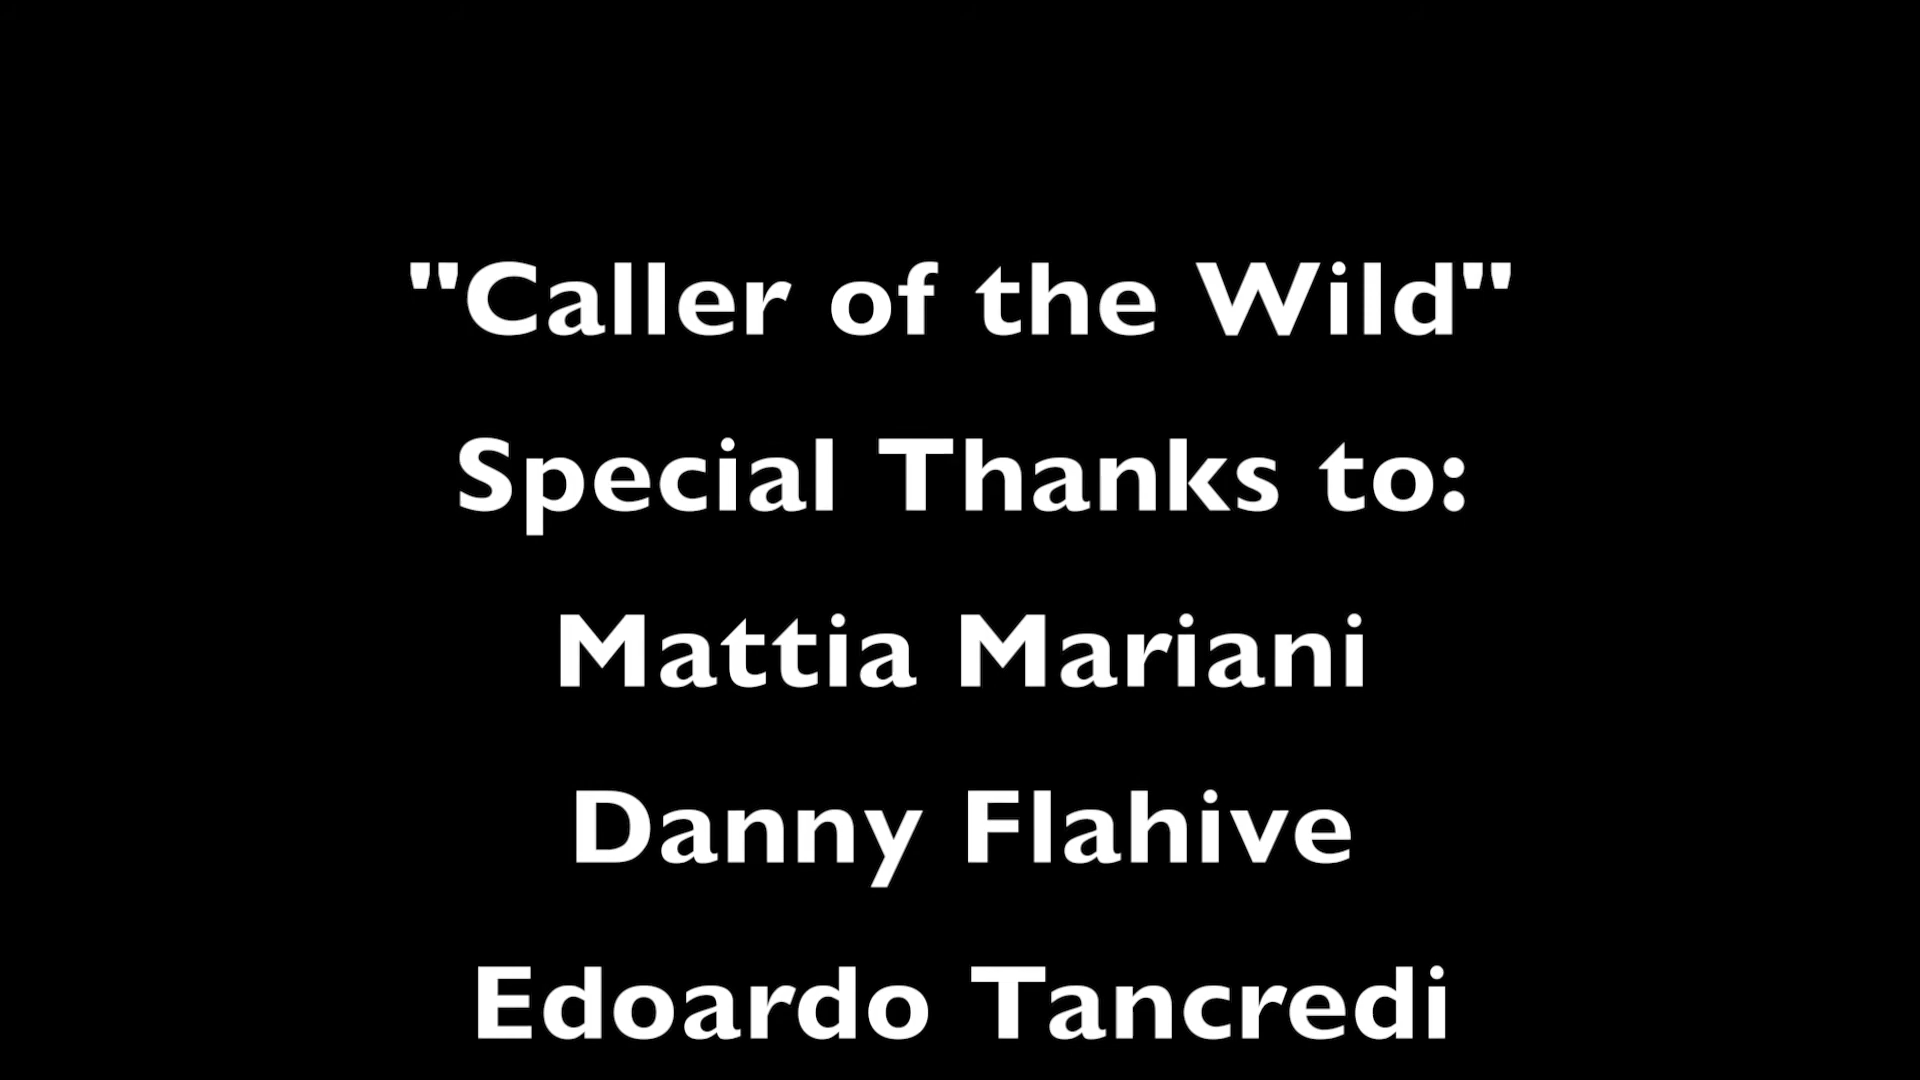 "Caller of the Wild"
Special Thanks to:
Mattia Mariani
Danny Flahive
Edoardo Tancredi